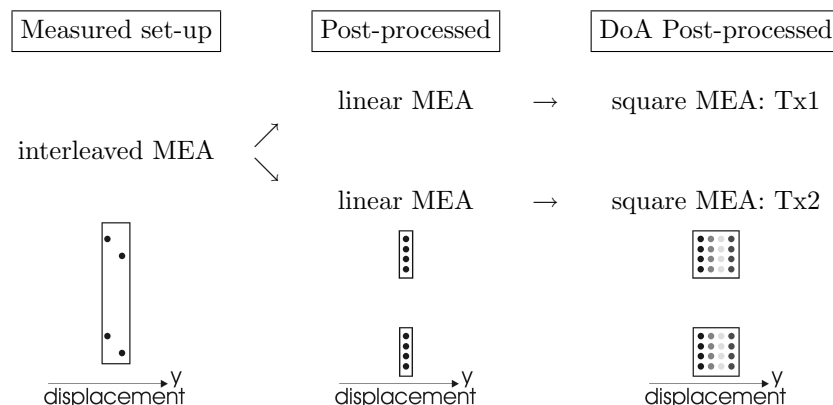 Measured set-up Post-processed DoA Post-processed
linear MEA → square MEA: Tx1
interleaved MEA
linear MEA → square MEA: Tx2
y y y
displacement displacement displacement